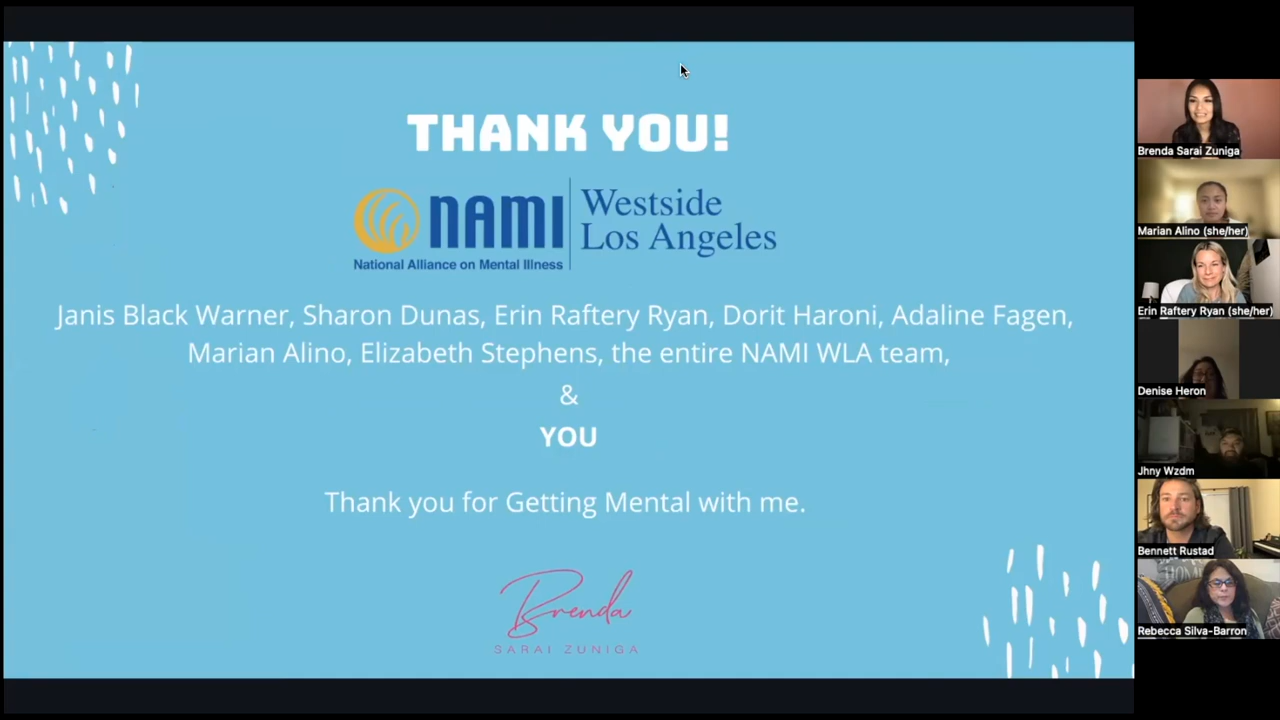 THANK YOU!
NAMI
National Alliance on Mental Illness
Westside
Los Angeles
Janis Black Warner, Sharon Dunas, Erin Raftery Ryan, Dorit Haroni, Adaline Fagen,
Marian Alino, Elizabeth Stephens, the entire NAMI WLA team,
&
YOU
Thank you for Getting Mental with me.
Brenda
SARAI ZUNIGA
Brenda Sarai Zuniga
Marian Alino (she/her)
Erin Raftery Ryan (she/her)
Denise Heron
Jhny Wzdm
Bennett Rustad
Rebecca Silva-Barron